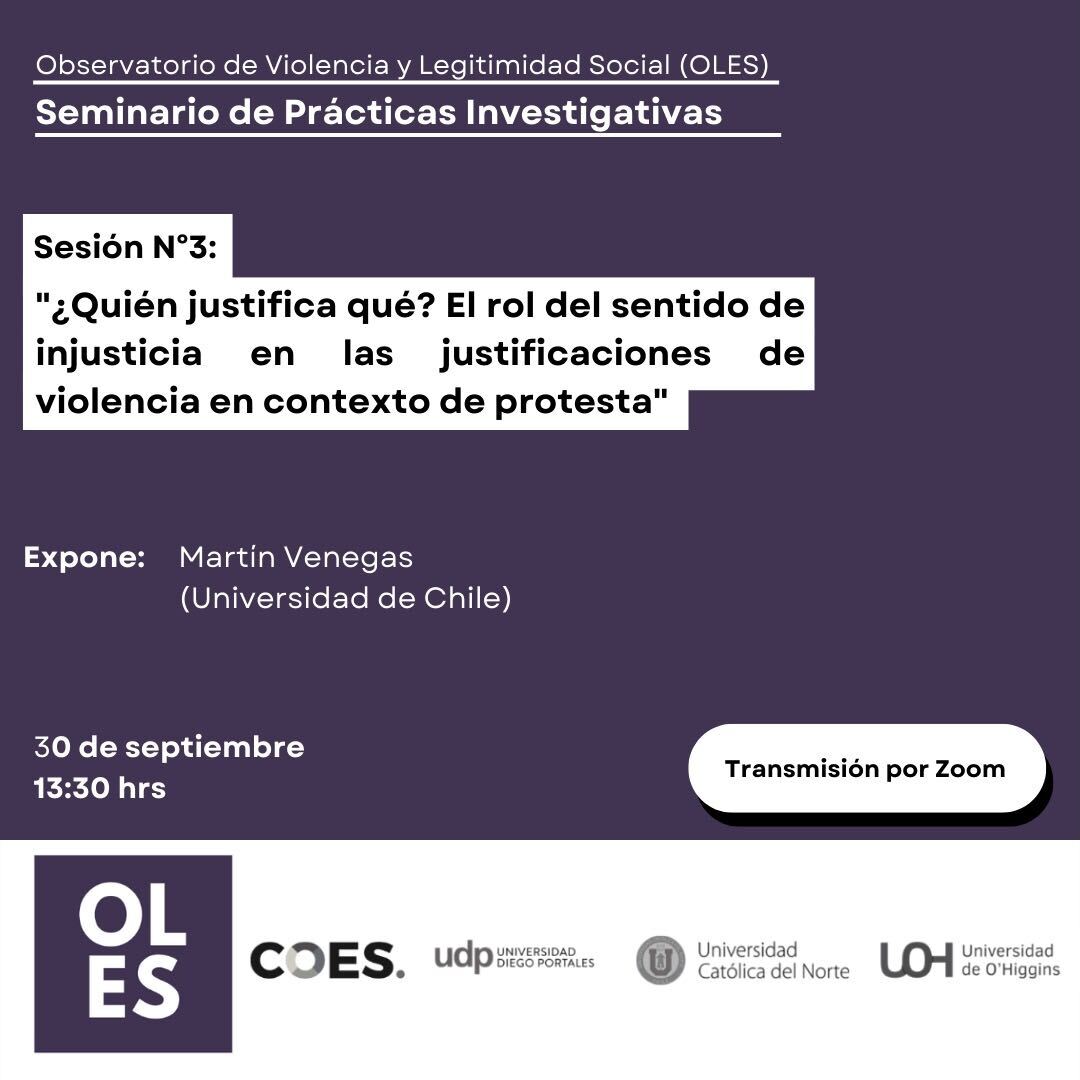 Observatorio de Violencia y Legitimidad Social (OLES)
Seminario de Prácticas Investigativas
Sesión N°3:
"¿Quién justifica qué? El rol del sentido de
injusticia en las justificaciones de
violencia en contexto de protesta"
Expone: Martín Venegas
(Universidad de Chile)
30 de septiembre
13:30 hrs
Transmisión por Zoom
OL
ES
COES.
udp UNIVERSIDAD
DIEGO PORTALES
Universidad
Católica del Norte
UOH Universidad
de O'Higgins